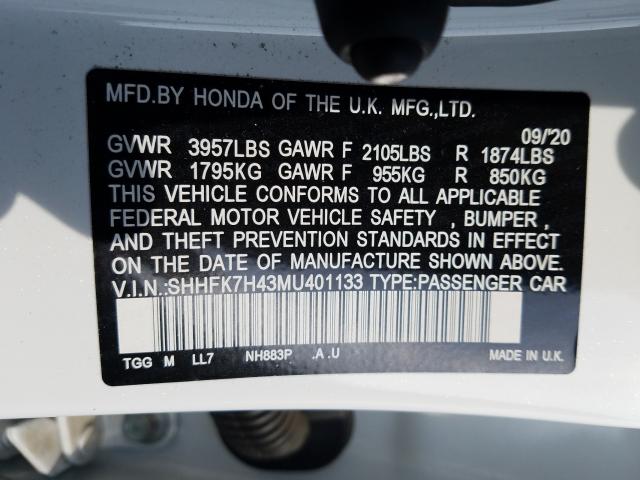 MFD.BY HONDA OF THE U.K. MFG.,LTD.
09/'20
GVWR 3957LBS GAWR F 2105LBS R 1874LBS
GVWR 1795KG GAWR F 955KG R 850KG
THIS VEHICLE CONFORMS TO ALL APPLICABLE
FEDERAL MOTOR VEHICLE SAFETY , BUMPER ,
AND THEFT PREVENTION STANDARDS IN EFFECT
ON THE DATE OF MANUFACTURE SHOWN ABOVE.
V.I.N.:SHHFK7H43MU401133 TYPE:PASSENGER CAR
TGG M LL7 NH883P .A .U MADE IN U.K.